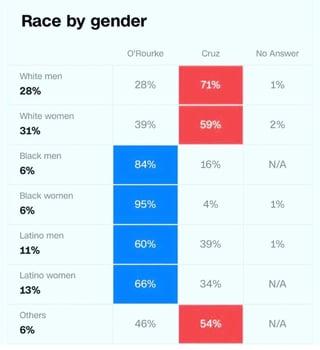 Race by gender
O'Rourke Cruz No Answer
White men
28% 28% 71% 1%
White women
31% 39% 59% 2%
Black men
6% 84% 16% N/A
Black women
6% 95% 4% 1%
Latino men
11% 60% 39% 1%
Latino women
13% 66% 34% N/A
Others
6% 46% 54% N/A